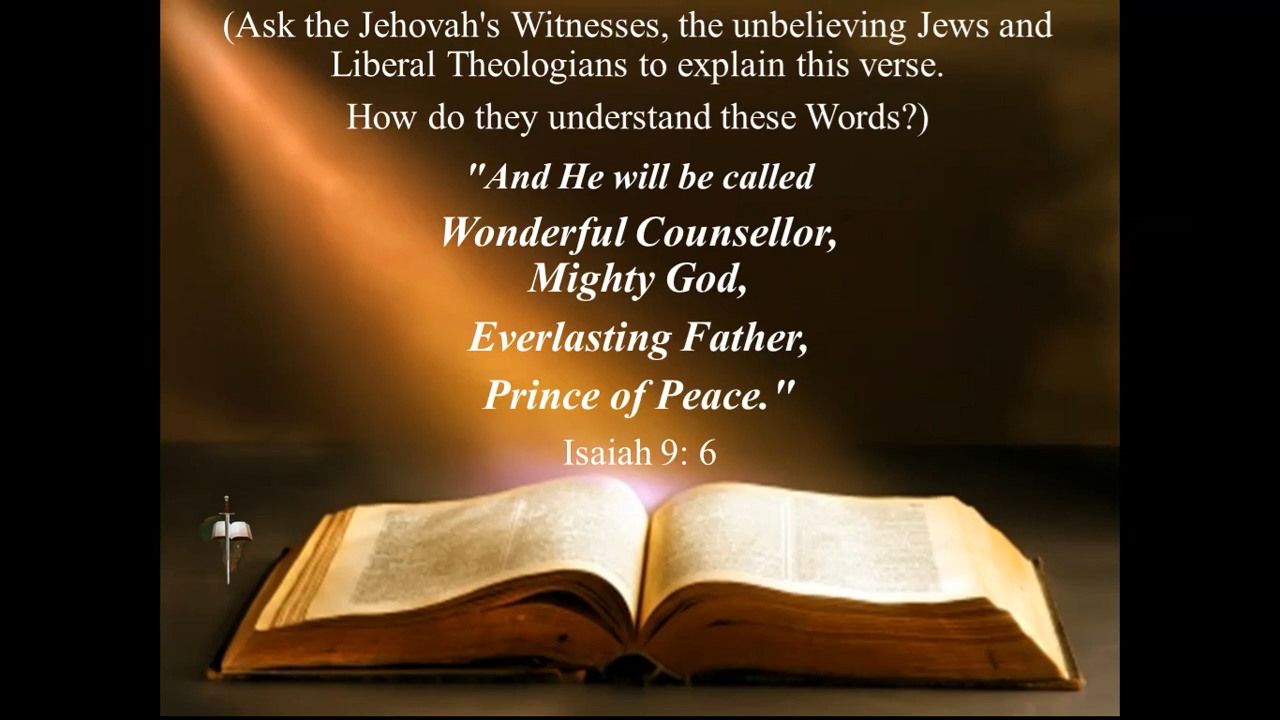 (Ask the Jehovah's Witnesses, the unbelieving Jews and
Liberal Theologians to explain this verse.
How do they understand these Words?)
"And He will be called
Wonderful Counsellor,
Mighty God,
Everlasting Father,
Prince of Peace."
Isaiah 9: 6